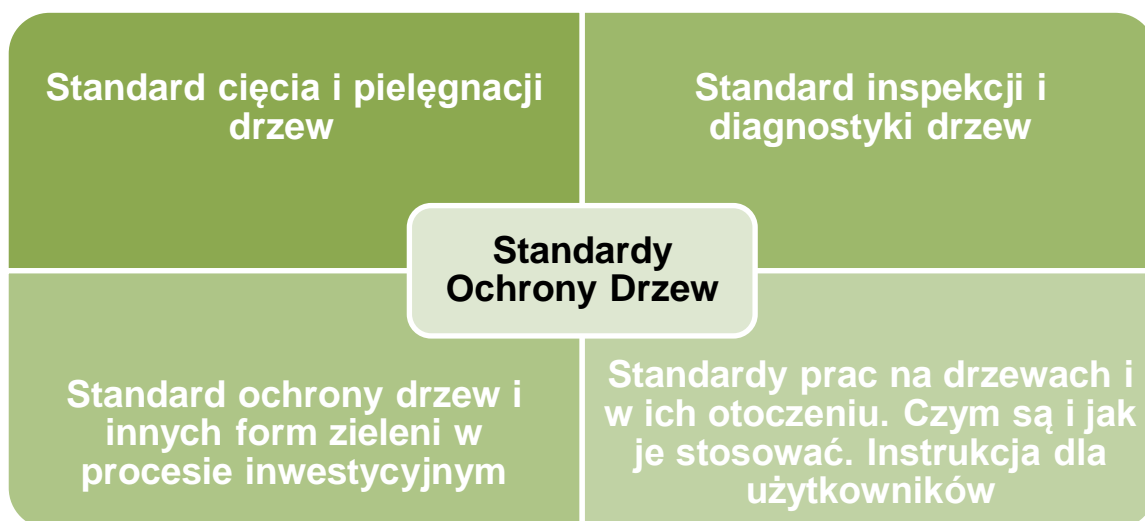 Standard cięcia i pielęgnacji
drzew
Standard inspekcji i
diagnostyki drzew
Standardy
Ochrony Drzew
Standard ochrony drzew i
innych form zieleni w
procesie inwestycyjnym
Standardy prac na drzewach i
w ich otoczeniu. Czym są i jak
je stosować. Instrukcja dla
użytkowników